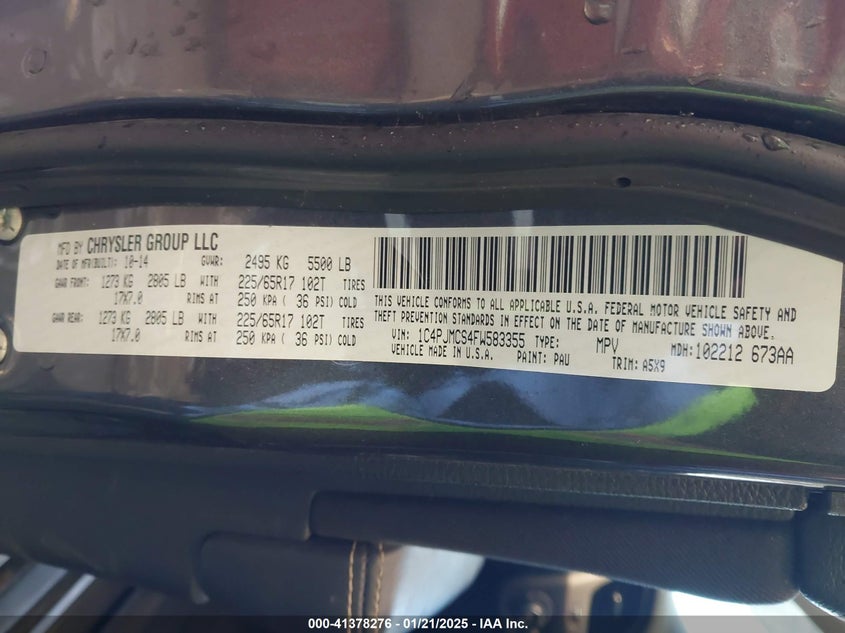 MFD BY CHRYSLER GROUP LLC
DATE OF MFR(BUILT): 10-14 GVWR: 2495 KG 5500 LB
GAWR FRONT: 1273 KG 2805 LB WITH 225/65R17 102T TIRES
17X7.0 RIMS AT 250 KPA ( 36 PSI) COLD
GAWR REAR: 1273 KG 2805 LB WITH 225/65R17 102T TIRES
17X7.0 RIMS AT 250 KPA ( 36 PSI) COLD
THIS VEHICLE CONFORMS TO ALL APPLICABLE U.S.A. FEDERAL MOTOR VEHICLE SAFETY AND
THEFT PREVENTION STANDARDS IN EFFECT ON THE DATE OF MANUFACTURE SHOWN ABOVE.
VIN: 1C4PJMCS4FW583355 TYPE: MPV MDH: 102212 673AA
VEHICLE MADE IN U.S.A. PAINT: PAU TRIM: A5X9
000-41378276 - 01/21/2025 - IAA Inc.